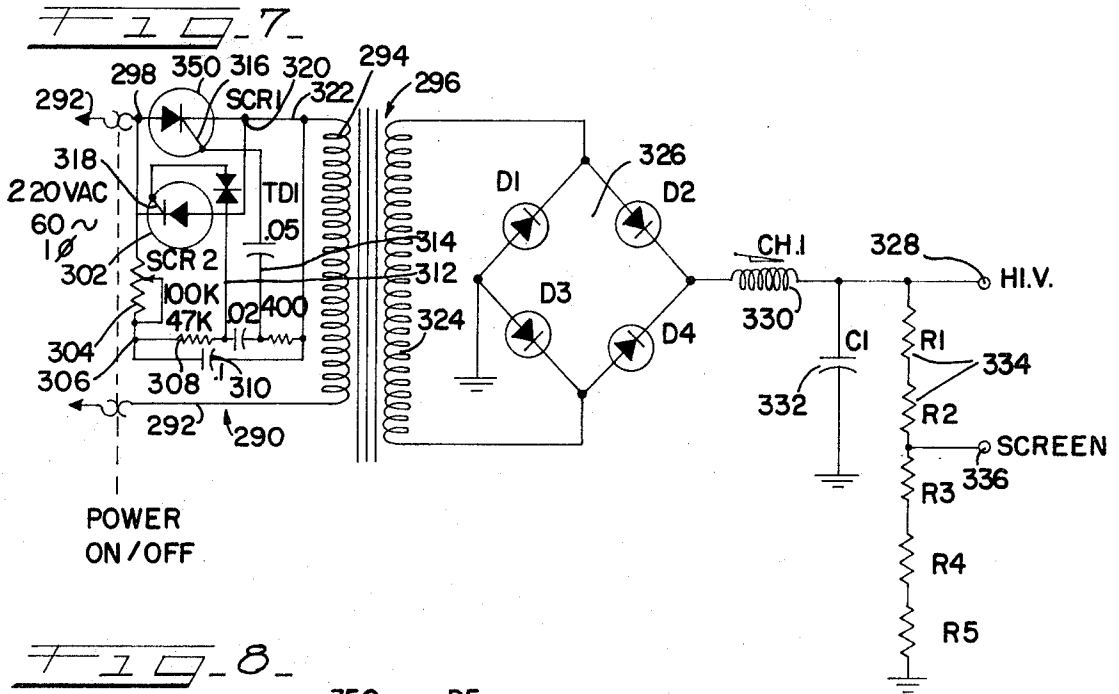 Fig-7-
350
316
320
294
298
SCR1
322
296
292
318
220VAC
60 ~
1ø
302
TD1
.05
314
312
SCR2
100K
47K
.02
400
324
304
306
308
.1
310
292
290
326
D1
D2
D3
D4
CH.1
330
328
HI.V.
C1
332
R1
334
R2
SCREEN
336
R3
R4
R5
POWER
ON/OFF
Fig-8-
350
D5